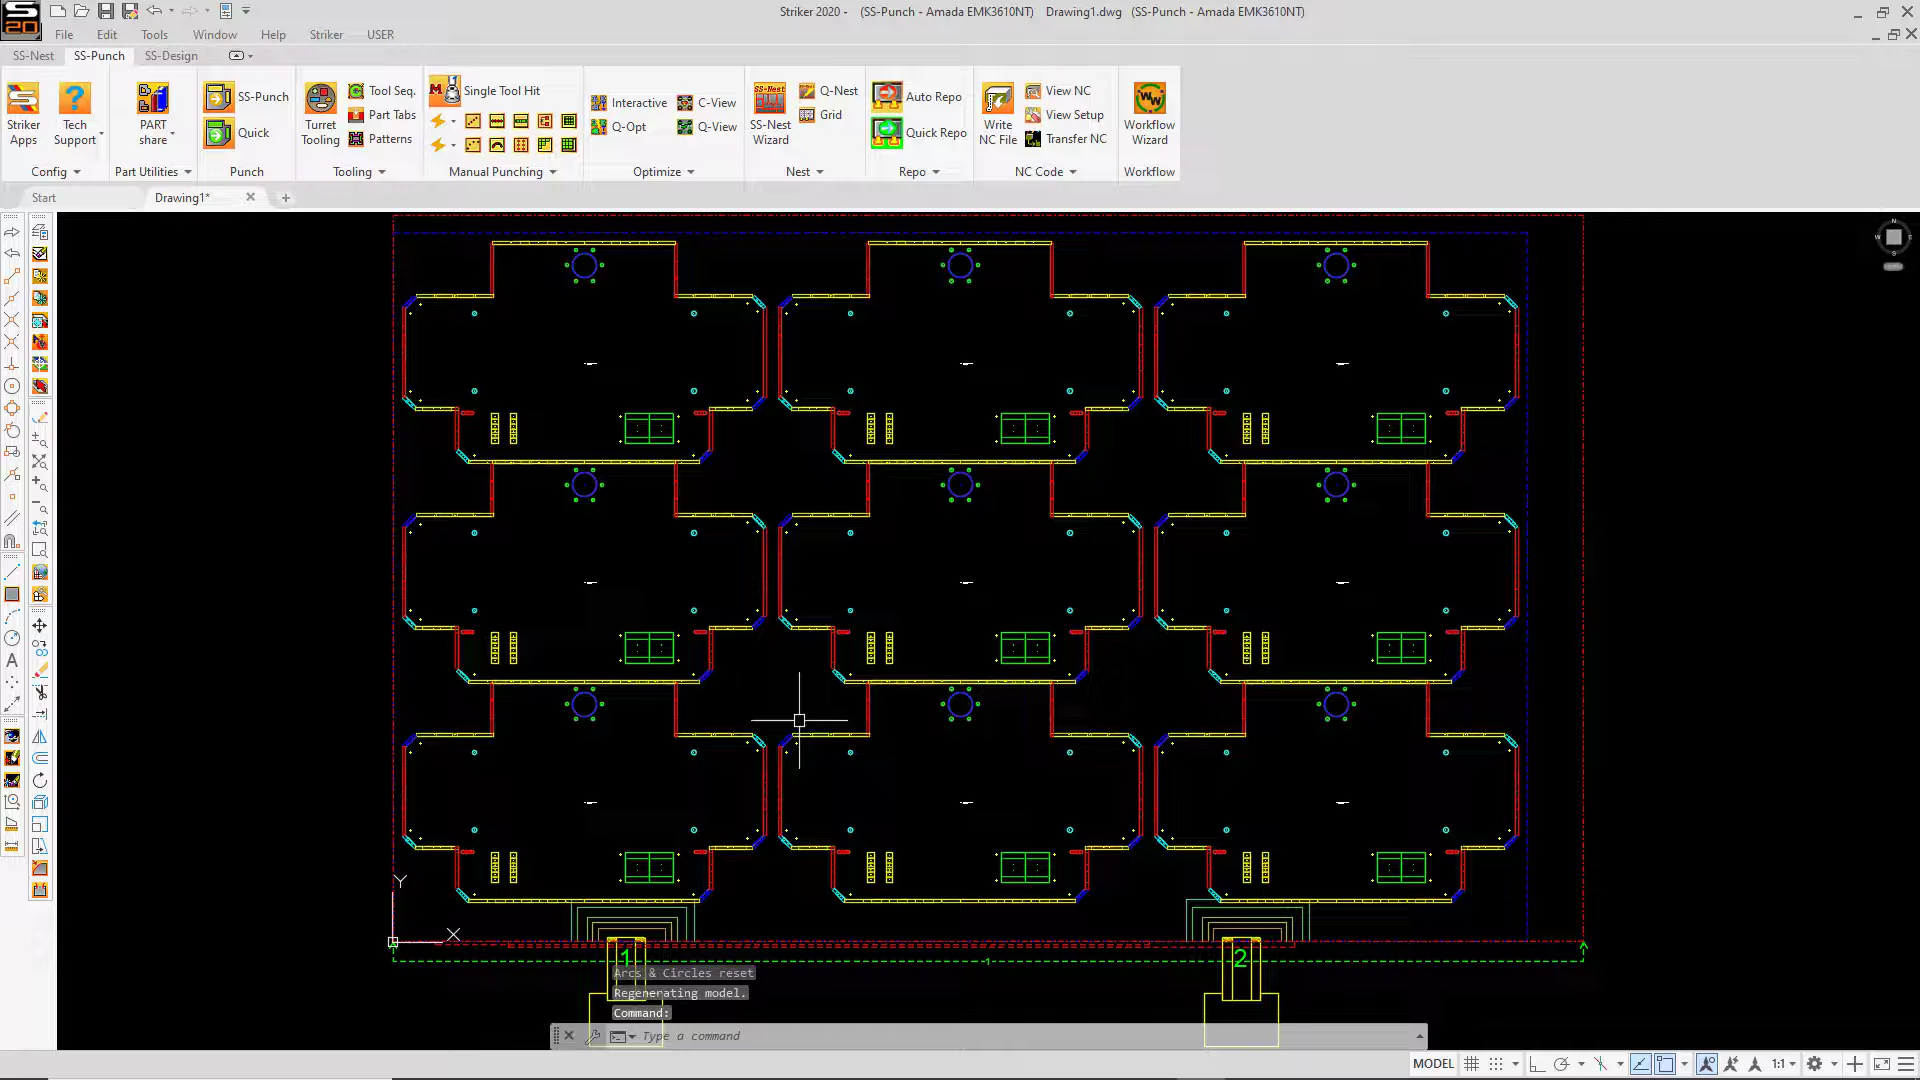 S 20
Striker 2020 - (SS-Punch - Amada EMK3610NT) Drawing1.dwg (SS-Punch - Amada EMK3610NT)
File Edit Tools Window Help Striker USER
SS-Nest SS-Punch SS-Design
Striker Apps
Tech Support
Config
PART share
Part Utilities
SS-Punch
Quick
Punch
Turret Tooling
Tool Seq.
Part Tabs
Patterns
Tooling
Single Tool Hit
Manual Punching
Interactive
C-View
Q-Opt
Q-View
Optimize
SS-Nest
SS-Nest Wizard
Q-Nest
Grid
Nest
Auto Repo
Quick Repo
Repo
Write NC File
View NC
View Setup
Transfer NC
NC Code
Workflow Wizard
Workflow
Start Drawing1*
N
W E
S
Y
X
1
1
2
Arcs & Circles reset
Regenerating model.
Command:
Type a command
MODEL 1:1